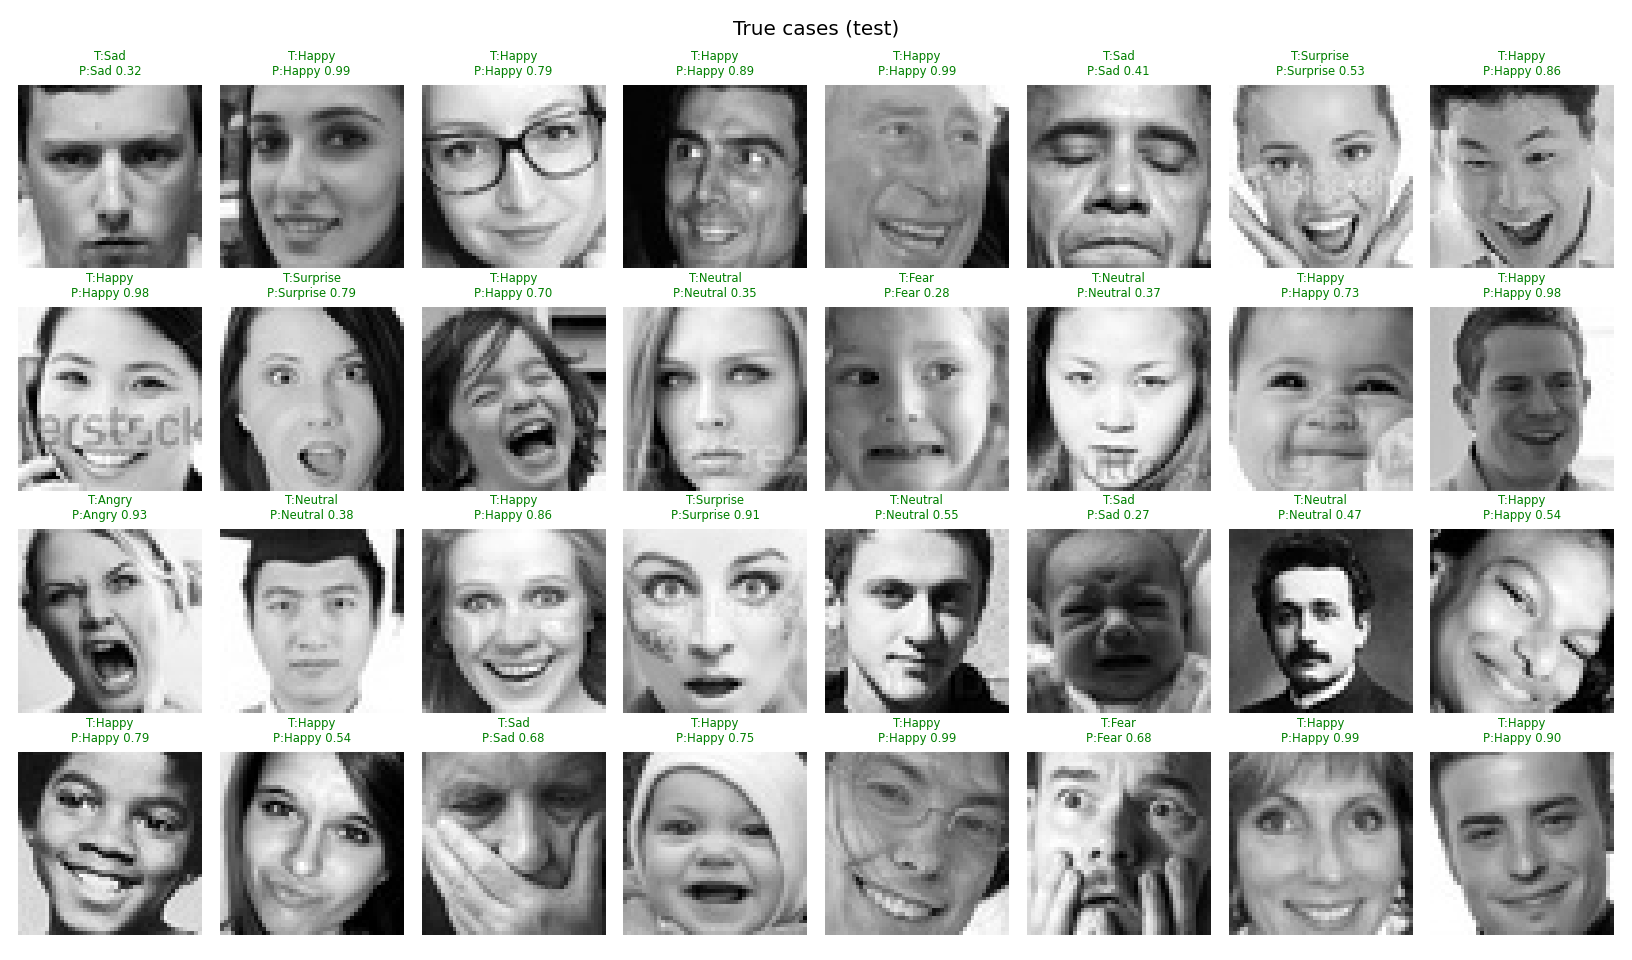 True cases (test)
T:Sad T:Happy T:Happy T:Happy T:Happy T:Sad T:Surprise T:Happy
P:Sad 0.32 P:Happy 0.99 P:Happy 0.79 P:Happy 0.89 P:Happy 0.99 P:Sad 0.41 P:Surprise 0.53 P:Happy 0.86
T:Happy T:Surprise T:Happy T:Neutral T:Fear T:Neutral T:Happy T:Happy
P:Happy 0.98 P:Surprise 0.79 P:Happy 0.70 P:Neutral 0.35 P:Fear 0.28 P:Neutral 0.37 P:Happy 0.73 P:Happy 0.98
erstock
T:Angry T:Neutral T:Happy T:Surprise T:Neutral T:Sad T:Neutral T:Happy
P:Angry 0.93 P:Neutral 0.38 P:Happy 0.86 P:Surprise 0.91 P:Neutral 0.55 P:Sad 0.27 P:Neutral 0.47 P:Happy 0.54
T:Happy T:Happy T:Sad T:Happy T:Happy T:Fear T:Happy T:Happy
P:Happy 0.79 P:Happy 0.54 P:Sad 0.68 P:Happy 0.75 P:Happy 0.99 P:Fear 0.68 P:Happy 0.99 P:Happy 0.90